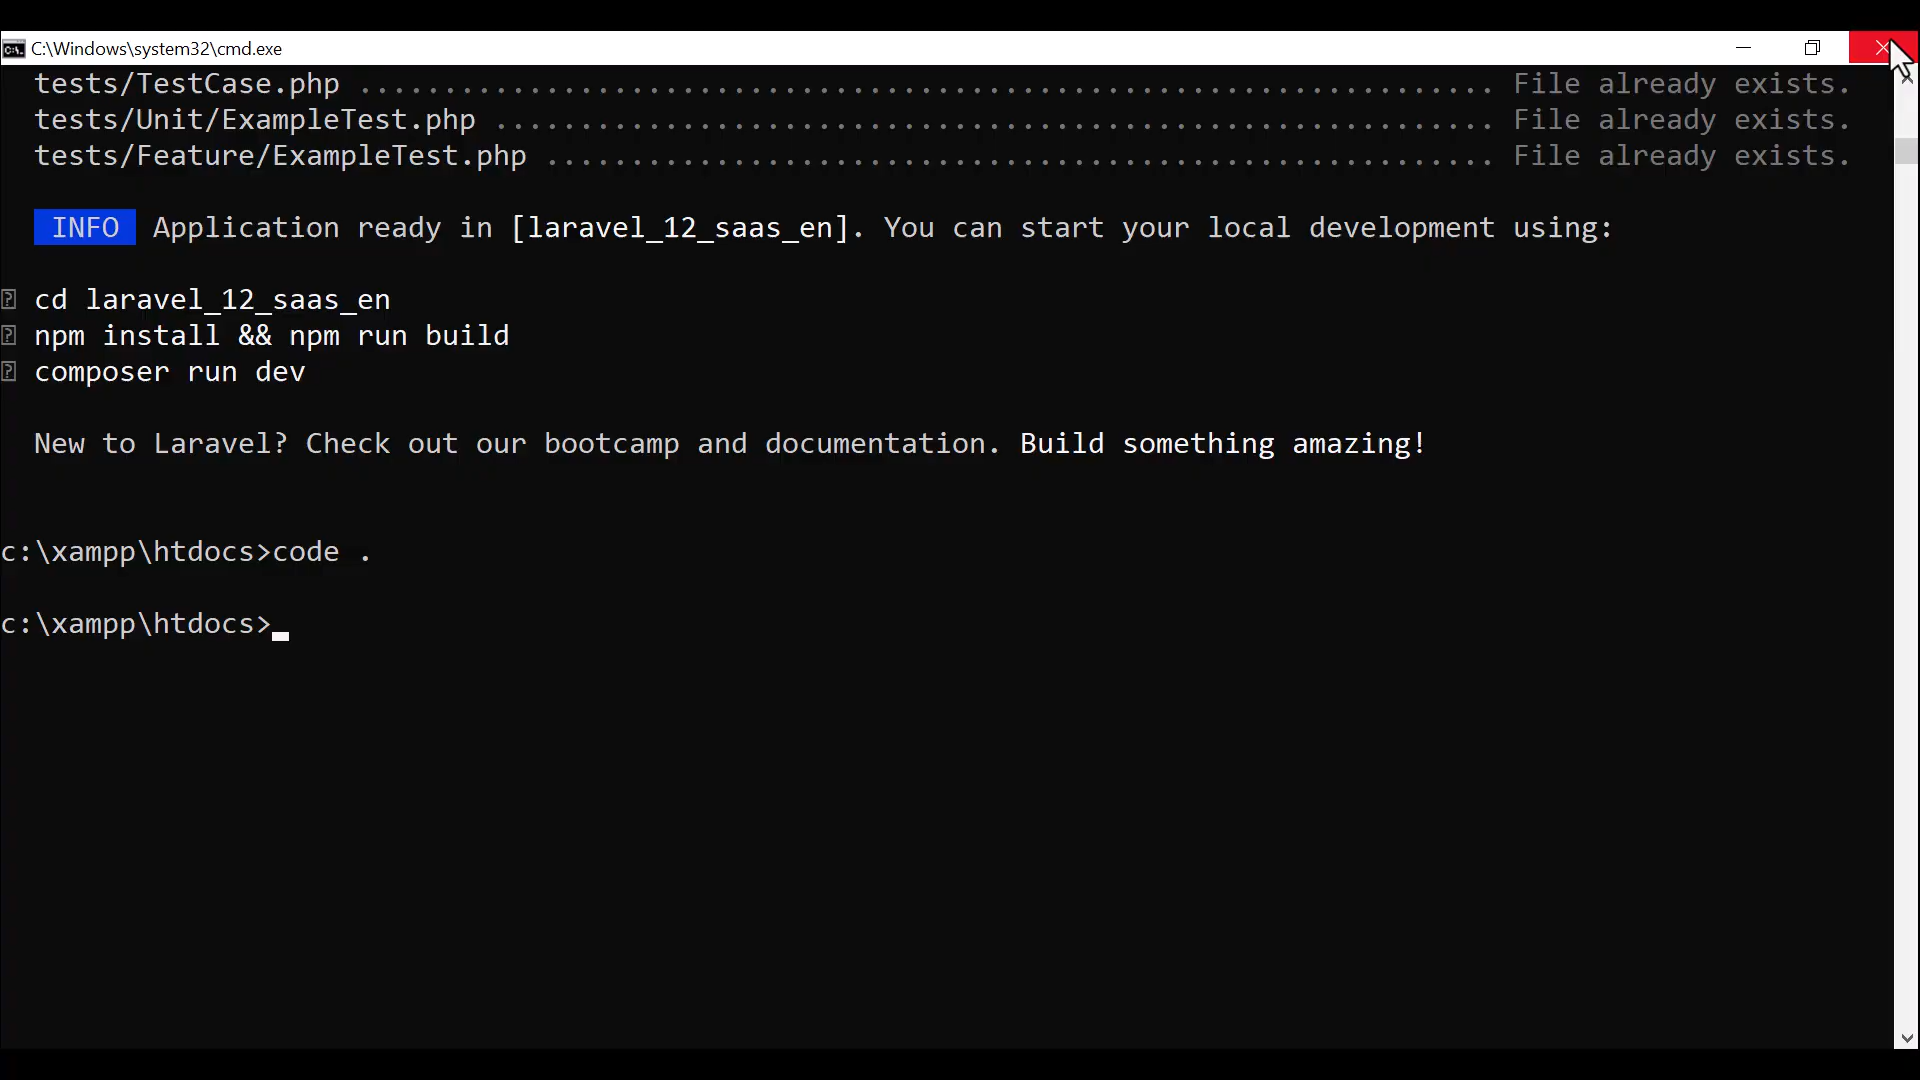 C:\Windows\system32\cmd.exe
tests/TestCase.php ................................................................... File already exists.
tests/Unit/ExampleTest.php ........................................................... File already exists.
tests/Feature/ExampleTest.php ........................................................ File already exists.
INFO Application ready in [laravel_12_saas_en]. You can start your local development using:
cd laravel_12_saas_en
npm install && npm run build
composer run dev
New to Laravel? Check out our bootcamp and documentation. Build something amazing!
c:\xampp\htdocs>code .
c:\xampp\htdocs>